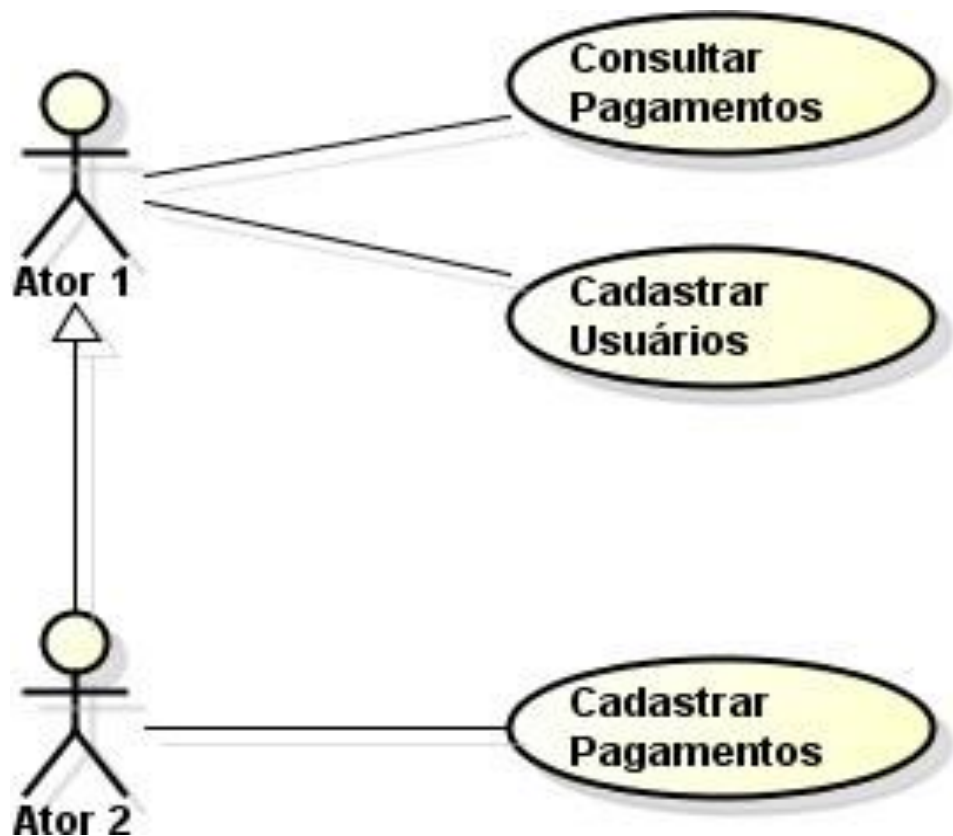 Consultar
Pagamentos
Ator 1
Cadastrar
Usuários
Cadastrar
Pagamentos
Ator 2